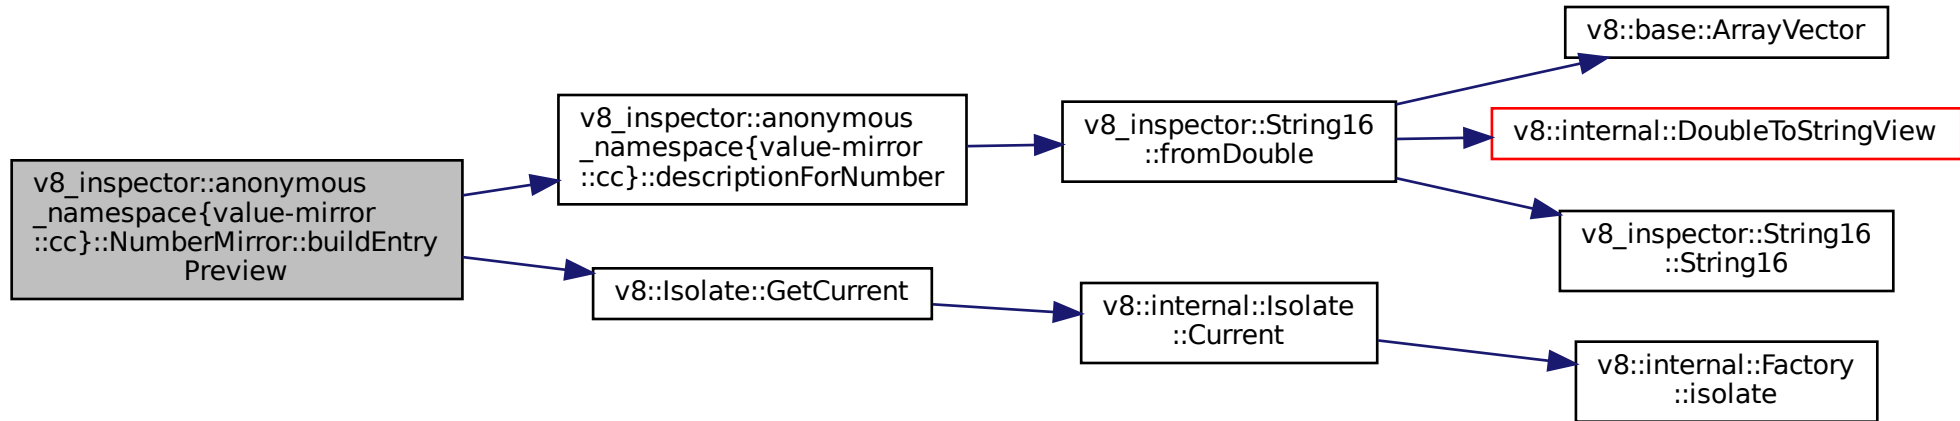 v8_inspector::anonymous
_namespace{value-mirror
::cc}::NumberMirror::buildEntry
Preview
v8_inspector::anonymous
_namespace{value-mirror
::cc}::descriptionForNumber
v8::Isolate::GetCurrent
v8_inspector::String16
::fromDouble
v8::internal::Isolate
::Current
v8::base::ArrayVector
v8::internal::DoubleToStringView
v8_inspector::String16
::String16
v8::internal::Factory
::isolate